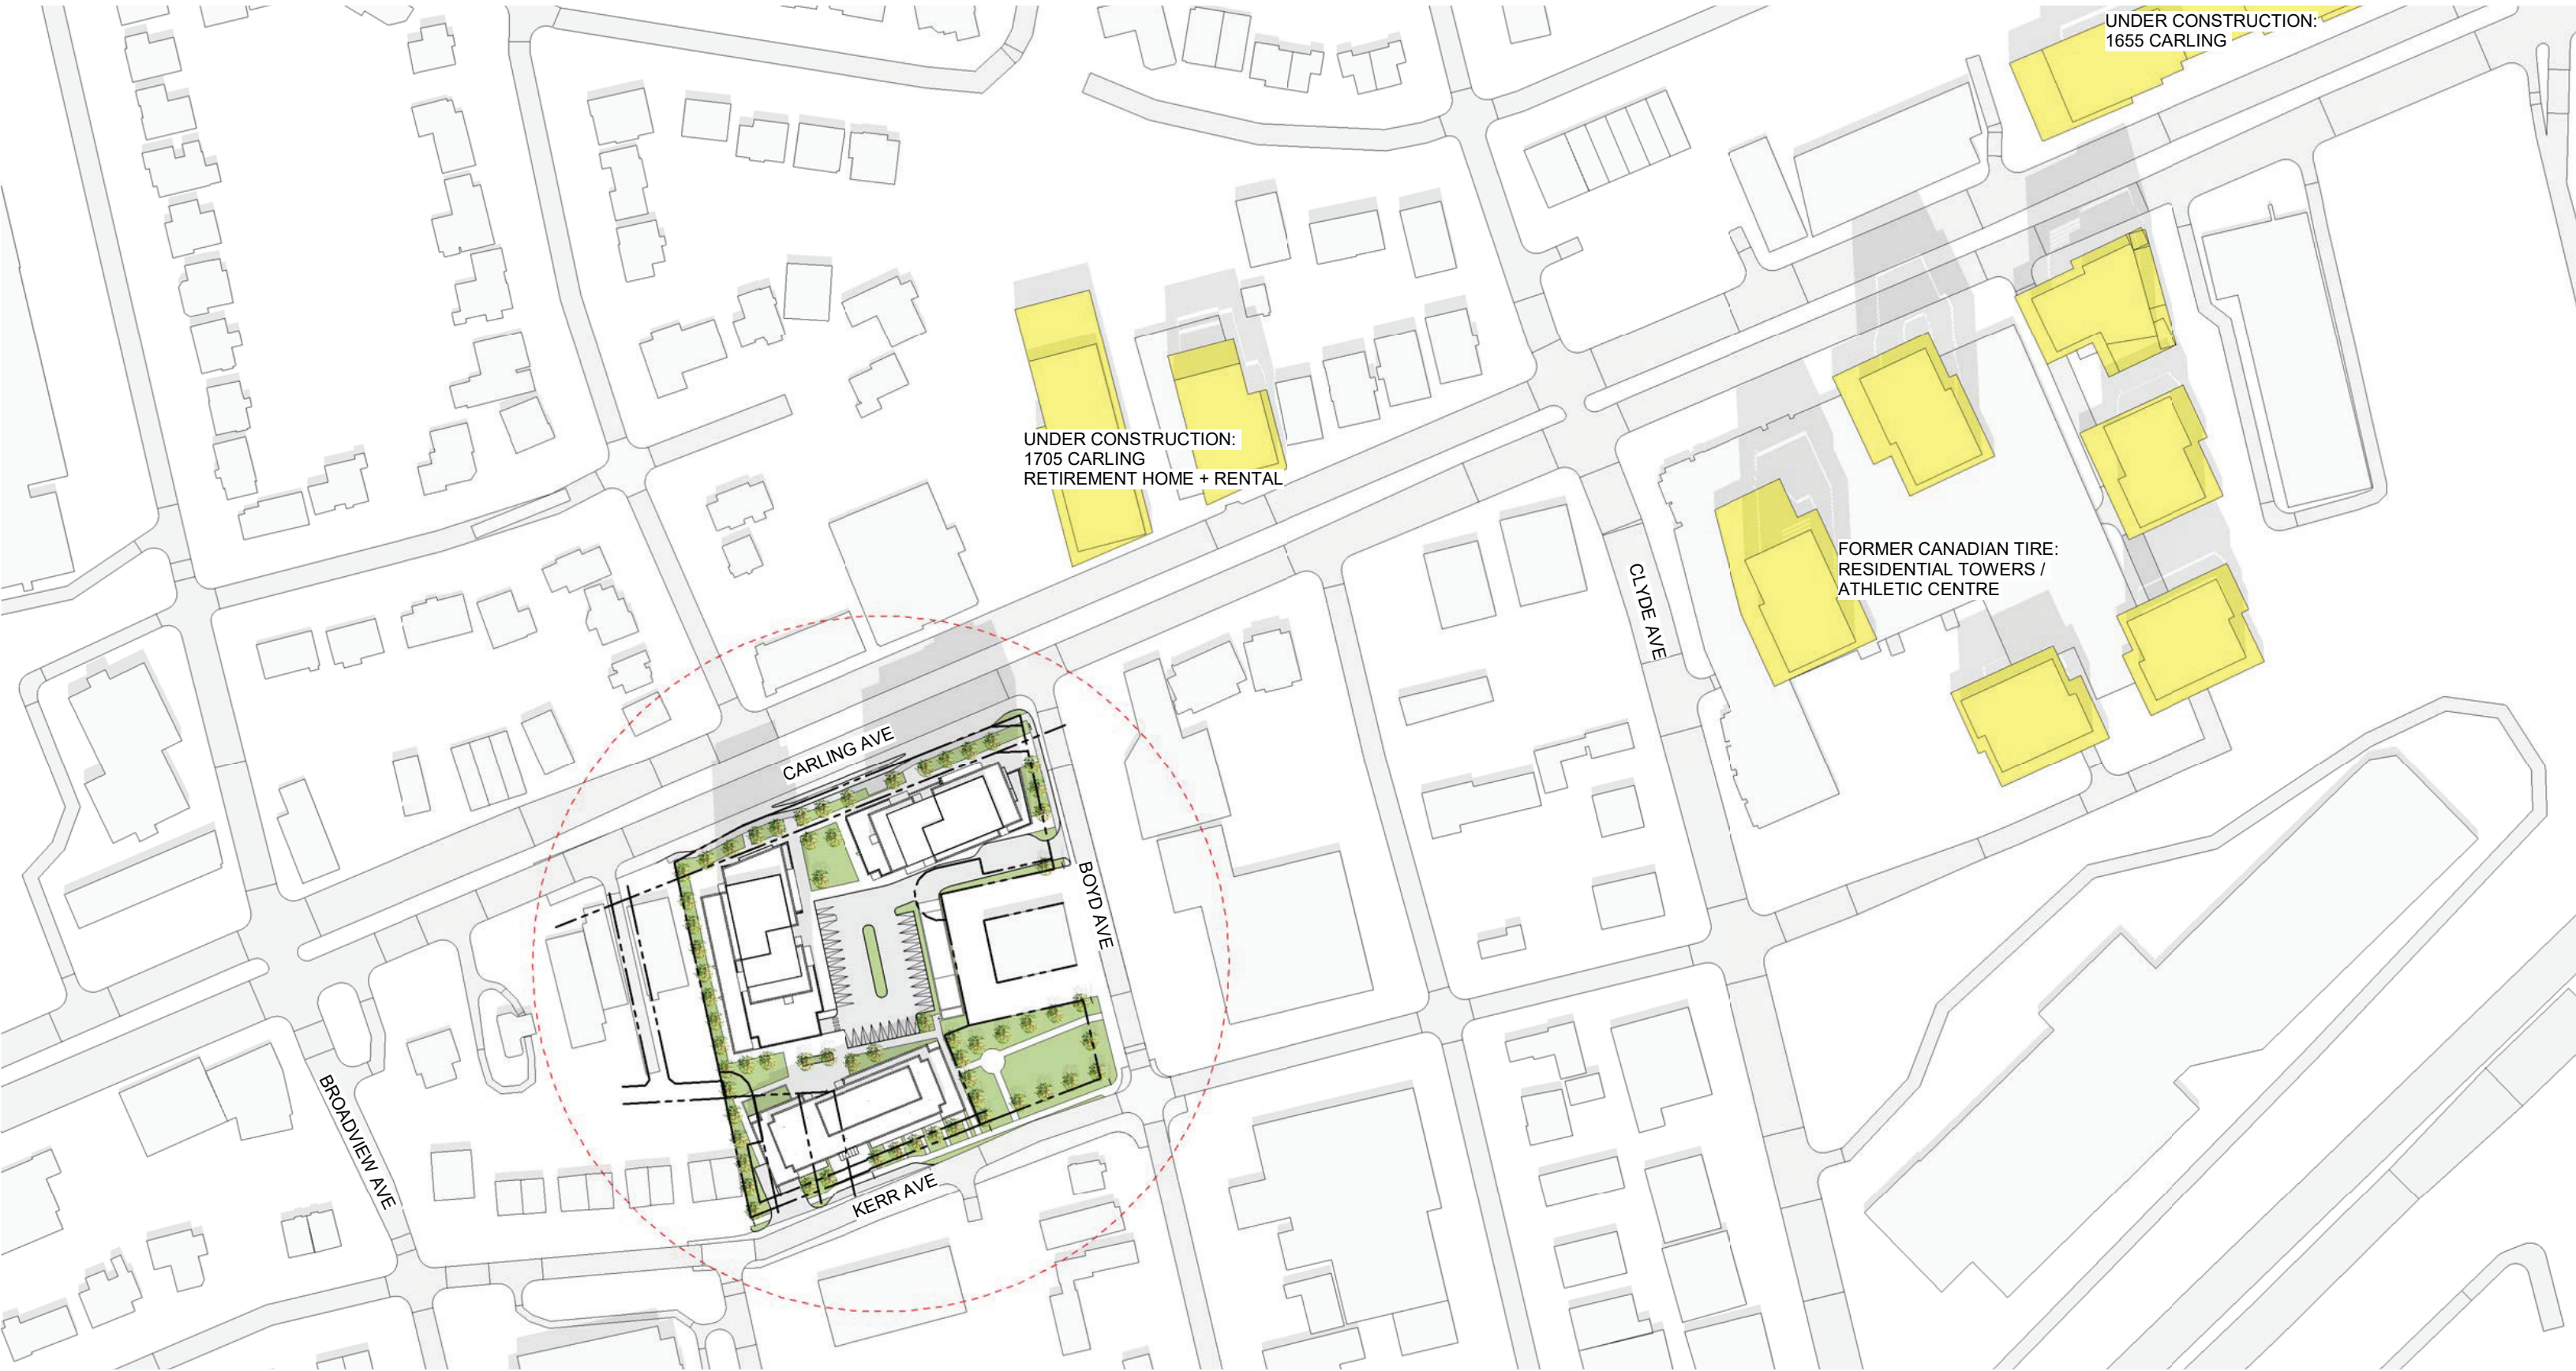 UNDER CONSTRUCTION:
1655 CARLING
UNDER CONSTRUCTION:
1705 CARLING
RETIREMENT HOME + RENTAL
FORMER CANADIAN TIRE:
RESIDENTIAL TOWERS /
ATHLETIC CENTRE
CLYDE AVE
CARLING AVE
BOYD AVE
BROADVIEW AVE
KERR AVE